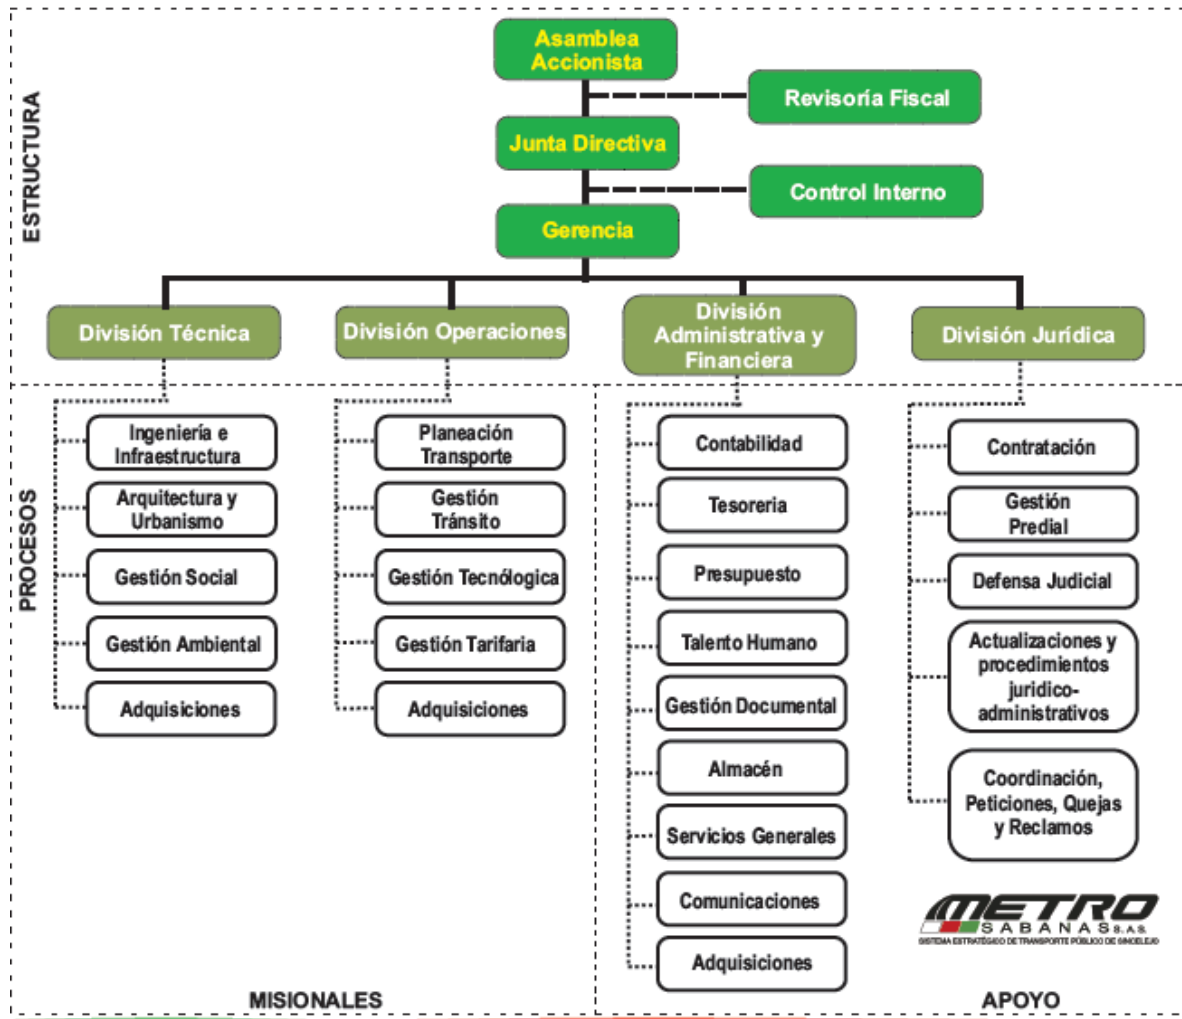 ESTRUCTURA
Asamblea
Accionista
Revisoría Fiscal
Junta Directiva
Control Interno
Gerencia
División Técnica
División Operaciones
División
Administrativa y
Financiera
División Jurídica
PROCESOS
Ingeniería e
Infraestructura
Arquitectura y
Urbanismo
Gestión Social
Gestión Ambiental
Adquisiciones
Planeación
Transporte
Gestión
Tránsito
Gestión Tecnólogica
Gestión Tarifaria
Adquisiciones
Contabilidad
Tesoreria
Presupuesto
Talento Humano
Gestión Documental
Almacén
Servicios Generales
Comunicaciones
Adquisiciones
Contratación
Gestión
Predial
Defensa Judicial
Actualizaciones y
procedimientos
juridico-
administrativos
Coordinación,
Peticiones, Quejas
y Reclamos
METRO
SABANAS S.A.S.
SISTEMA ESTRATÉGICO DE TRANSPORTE PÚBLICO DE SINCELEJO
MISIONALES
APOYO